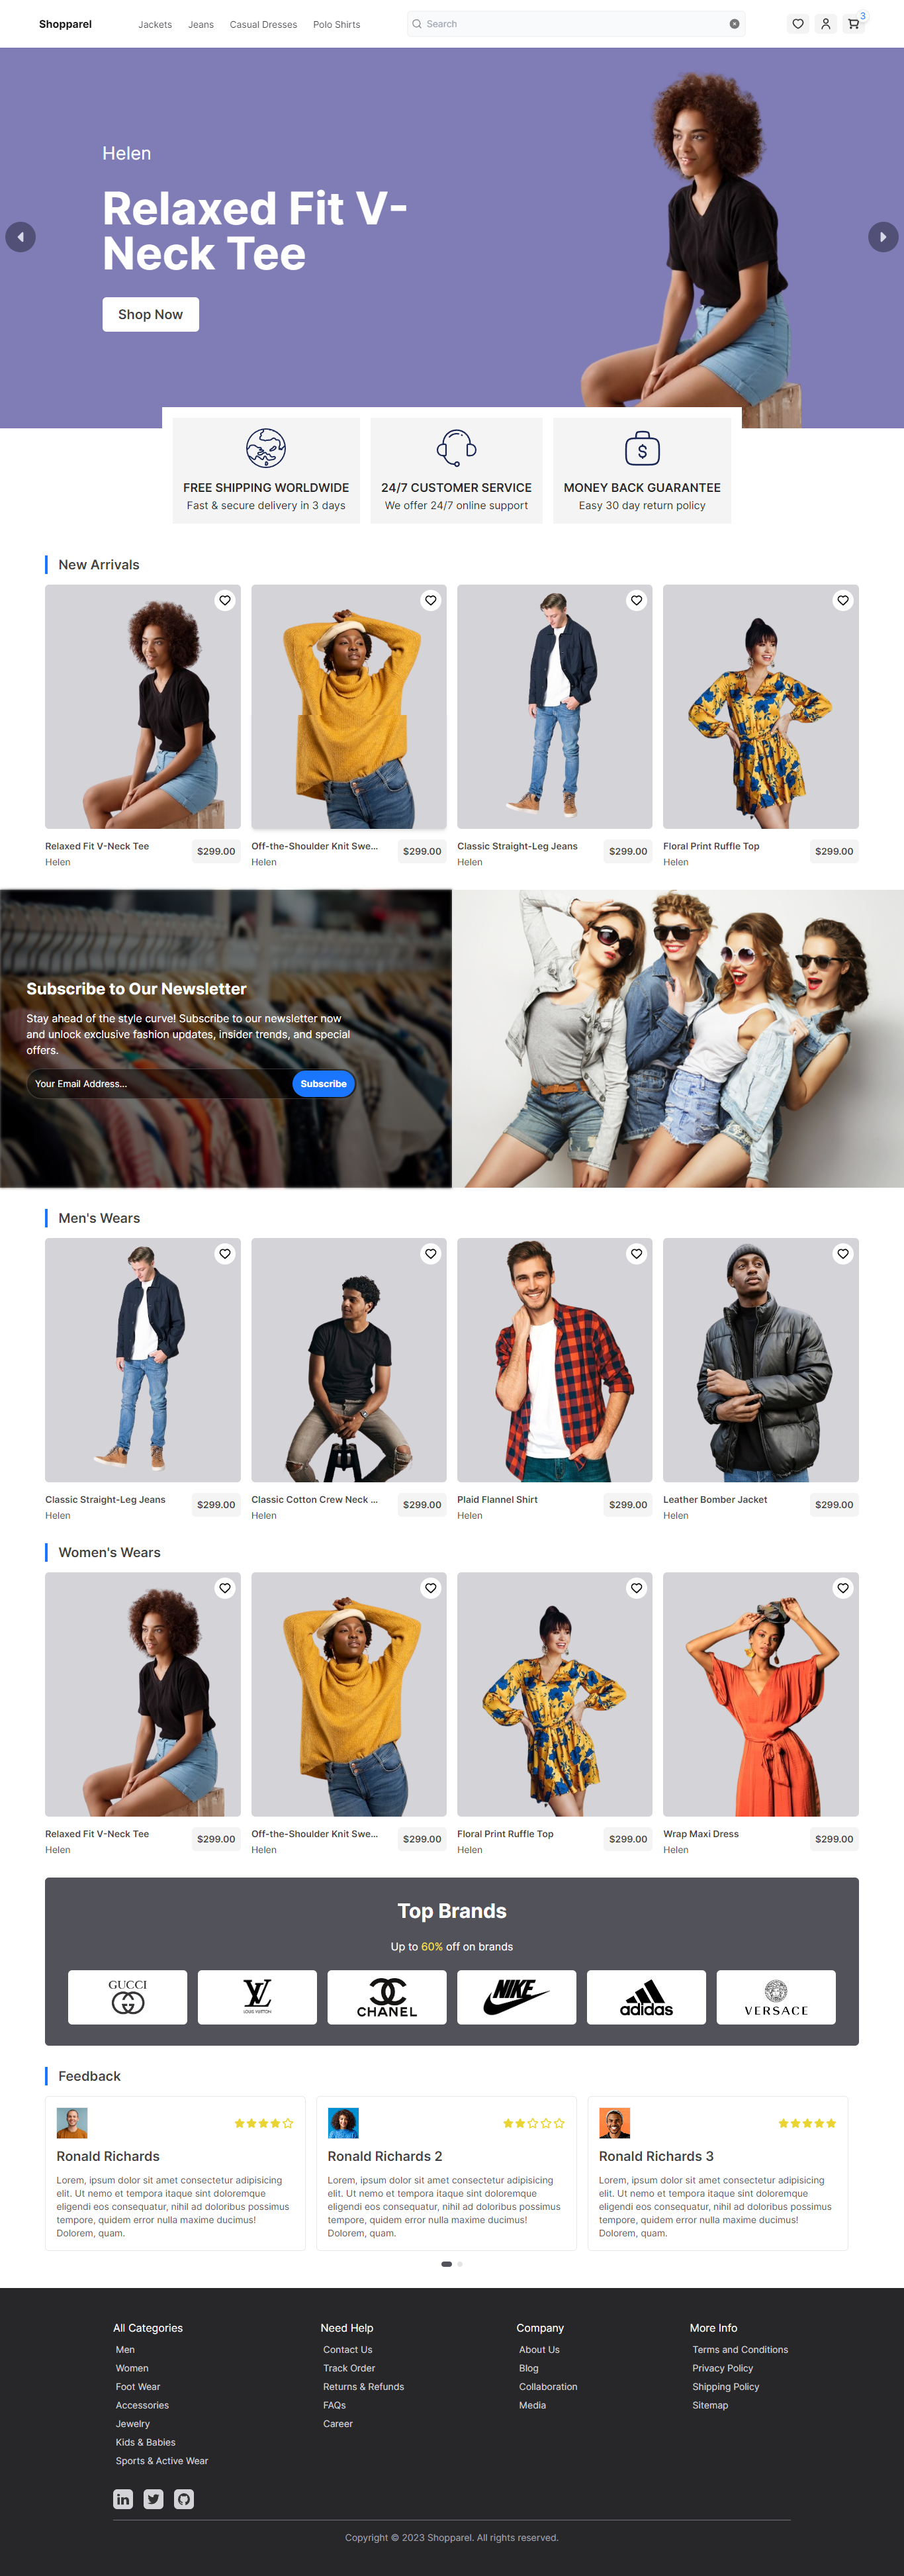 Shopparel
Jackets Jeans Casual Dresses Polo Shirts
Search
3
Helen
Relaxed Fit V-
Neck Tee
Shop Now
FREE SHIPPING WORLDWIDE
Fast & secure delivery in 3 days
24/7 CUSTOMER SERVICE
We offer 24/7 online support
$
MONEY BACK GUARANTEE
Easy 30 day return policy
New Arrivals
Relaxed Fit V-Neck Tee
Helen
$299.00
Off-the-Shoulder Knit Swe...
Helen
$299.00
Classic Straight-Leg Jeans
Helen
$299.00
Floral Print Ruffle Top
Helen
$299.00
Subscribe to Our Newsletter
Stay ahead of the style curve! Subscribe to our newsletter now
and unlock exclusive fashion updates, insider trends, and special
offers.
Your Email Address...
Subscribe
Men's Wears
Classic Straight-Leg Jeans
Helen
$299.00
Classic Cotton Crew Neck ...
Helen
$299.00
Plaid Flannel Shirt
Helen
$299.00
Leather Bomber Jacket
Helen
$299.00
Women's Wears
Relaxed Fit V-Neck Tee
Helen
$299.00
Off-the-Shoulder Knit Swe...
Helen
$299.00
Floral Print Ruffle Top
Helen
$299.00
Wrap Maxi Dress
Helen
$299.00
Top Brands
Up to 60% off on brands
GUCCI
LV
LOUIS VUITTON
CHANEL
NIKE
adidas
VERSACE
Feedback
Ronald Richards
Lorem, ipsum dolor sit amet consectetur adipisicing
elit. Ut nemo et tempora itaque sint doloremque
eligendi eos consequatur, nihil ad doloribus possimus
tempore, quidem error nulla maxime ducimus!
Dolorem, quam.
Ronald Richards 2
Lorem, ipsum dolor sit amet consectetur adipisicing
elit. Ut nemo et tempora itaque sint doloremque
eligendi eos consequatur, nihil ad doloribus possimus
tempore, quidem error nulla maxime ducimus!
Dolorem, quam.
Ronald Richards 3
Lorem, ipsum dolor sit amet consectetur adipisicing
elit. Ut nemo et tempora itaque sint doloremque
eligendi eos consequatur, nihil ad doloribus possimus
tempore, quidem error nulla maxime ducimus!
Dolorem, quam.
All Categories
Men
Women
Foot Wear
Accessories
Jewelry
Kids & Babies
Sports & Active Wear
Need Help
Contact Us
Track Order
Returns & Refunds
FAQs
Career
Company
About Us
Blog
Collaboration
Media
More Info
Terms and Conditions
Privacy Policy
Shipping Policy
Sitemap
in
Copyright © 2023 Shopparel. All rights reserved.